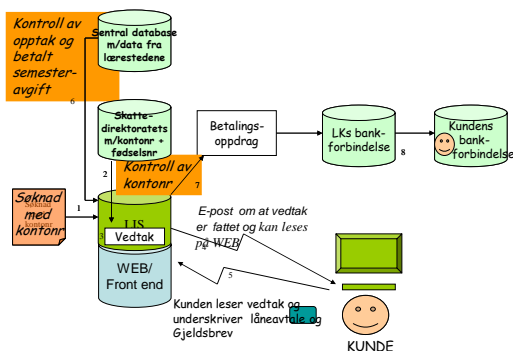 Kontroll av
opptak og
betalt
semester-
avgift
Sentral database
m/data fra
lærestedene
6
Skatte-
direktoratets
m/kontonr +
fødselsnr
Betalings-
oppdrag
LKs bank-
forbindelse
8
Kundens
bank-
forbindelse
2
Kontroll av
kontonr
7
Søknad
med
kontonr
Søknad
kontonr
1
LIS
3
Vedtak
4
E-post om at vedtak
er fattet og kan leses
på WEB
WEB/
Front end
5
Kunden leser vedtak og
underskriver låneavtale og
Gjeldsbrev
KUNDE